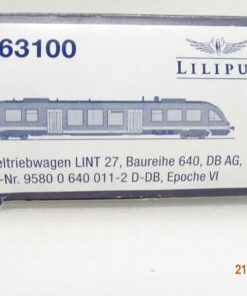 63100
LILIPU
eltriebwagen LINT 27, Baureihe 640, DB AG,
-Nr. 9580 0 640 011-2 D-DB, Epoche VI
21